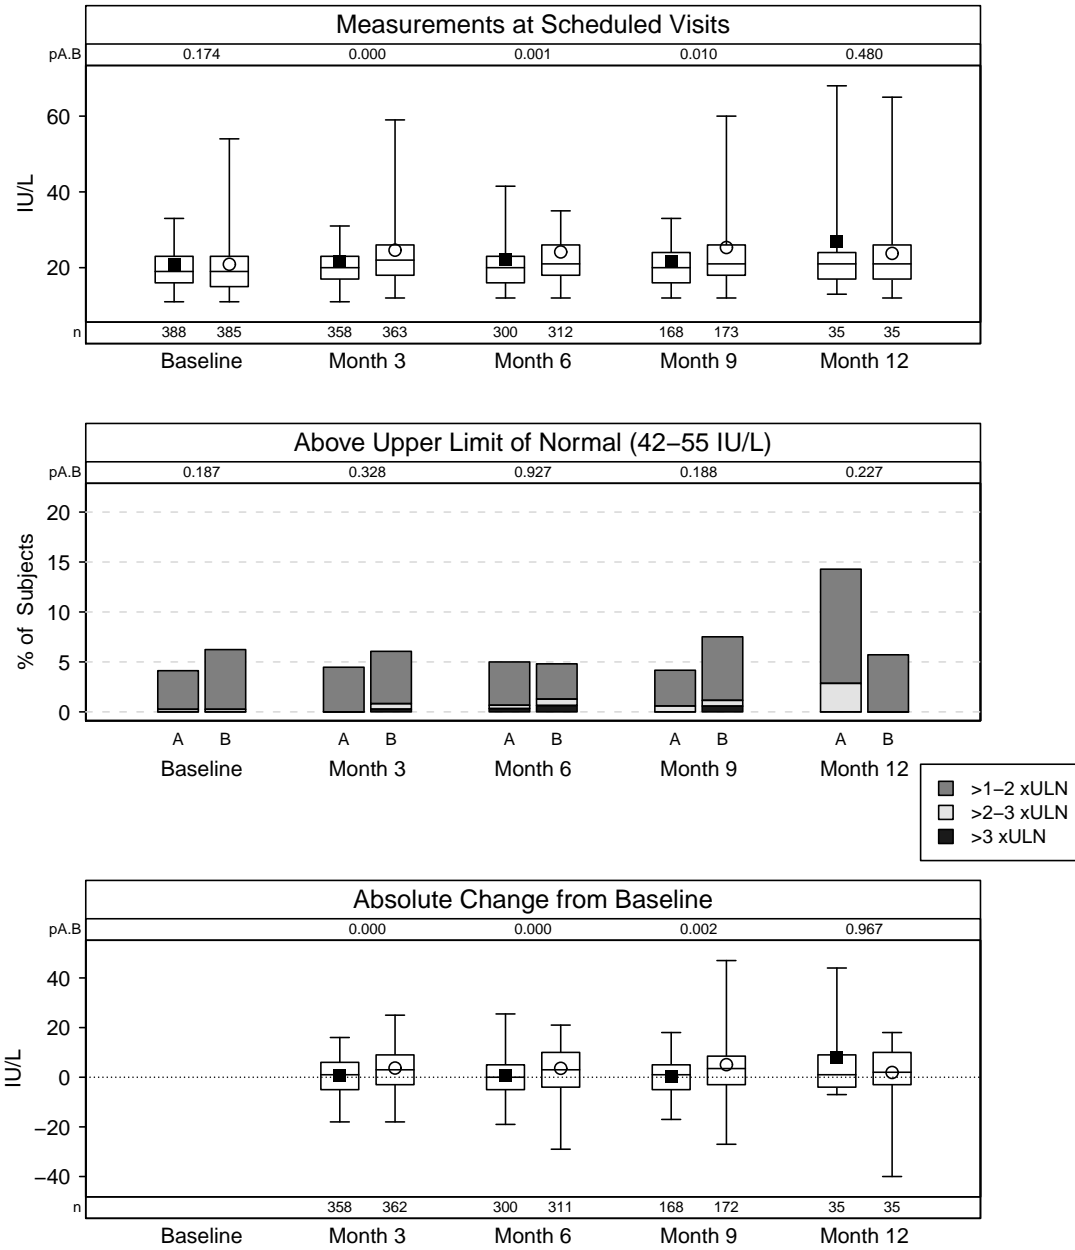 Measurements at Scheduled Visits
pA.B 0.174 0.000 0.001 0.010 0.480
60
40
20
IU/L
n 388 385 358 363 300 312 168 173 35 35
Baseline Month 3 Month 6 Month 9 Month 12
Above Upper Limit of Normal (42–55 IU/L)
pA.B 0.187 0.328 0.927 0.188 0.227
20
15
10
5
0
% of Subjects
A B A B A B A B A B
Baseline Month 3 Month 6 Month 9 Month 12
>1–2 xULN
>2–3 xULN
>3 xULN
Absolute Change from Baseline
pA.B 0.000 0.000 0.002 0.967
40
20
0
−20
−40
IU/L
n 358 362 300 311 168 172 35 35
Baseline Month 3 Month 6 Month 9 Month 12